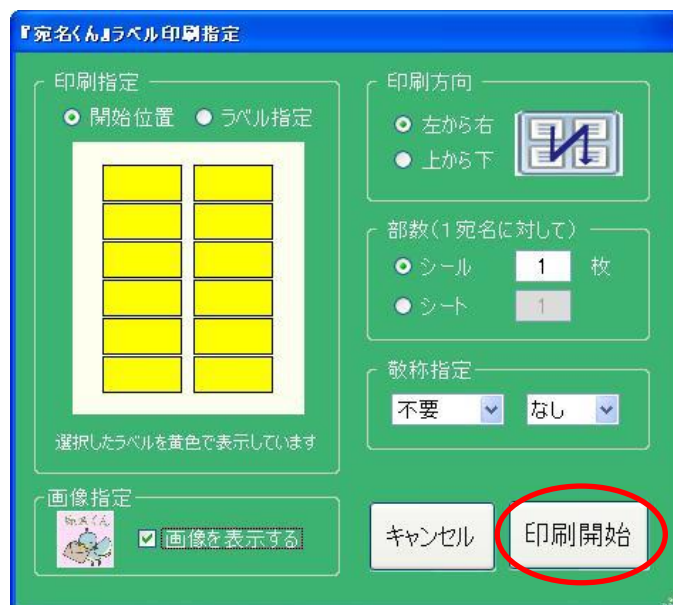 『宛名くん』ラベル印刷指定
印刷指定
開始位置 ラベル指定
選択したラベルを黄色で表示しています
印刷方向
左から右
上から下
部数(1宛名に対して)
シール 1 枚
シート 1
敬称指定
不要 なし
画像指定
宛名くん
画像を表示する
キャンセル 印刷開始